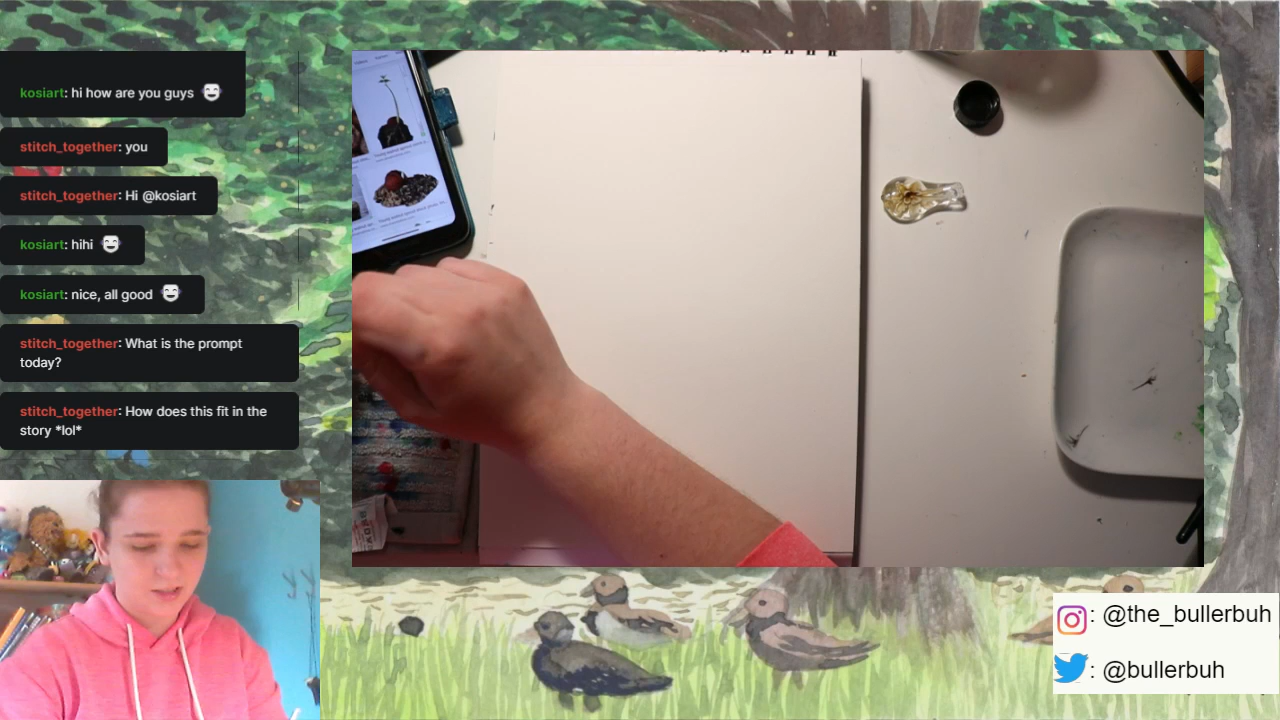 kosiart: hi how are you guys
stitch_together: you
stitch_together: Hi @kosiart
kosiart: hihi
kosiart: nice, all good
stitch_together: What is the prompt
today?
stitch_together: How does this fit in the
story *lol*
: @the_bullerbuh
: @bullerbuh